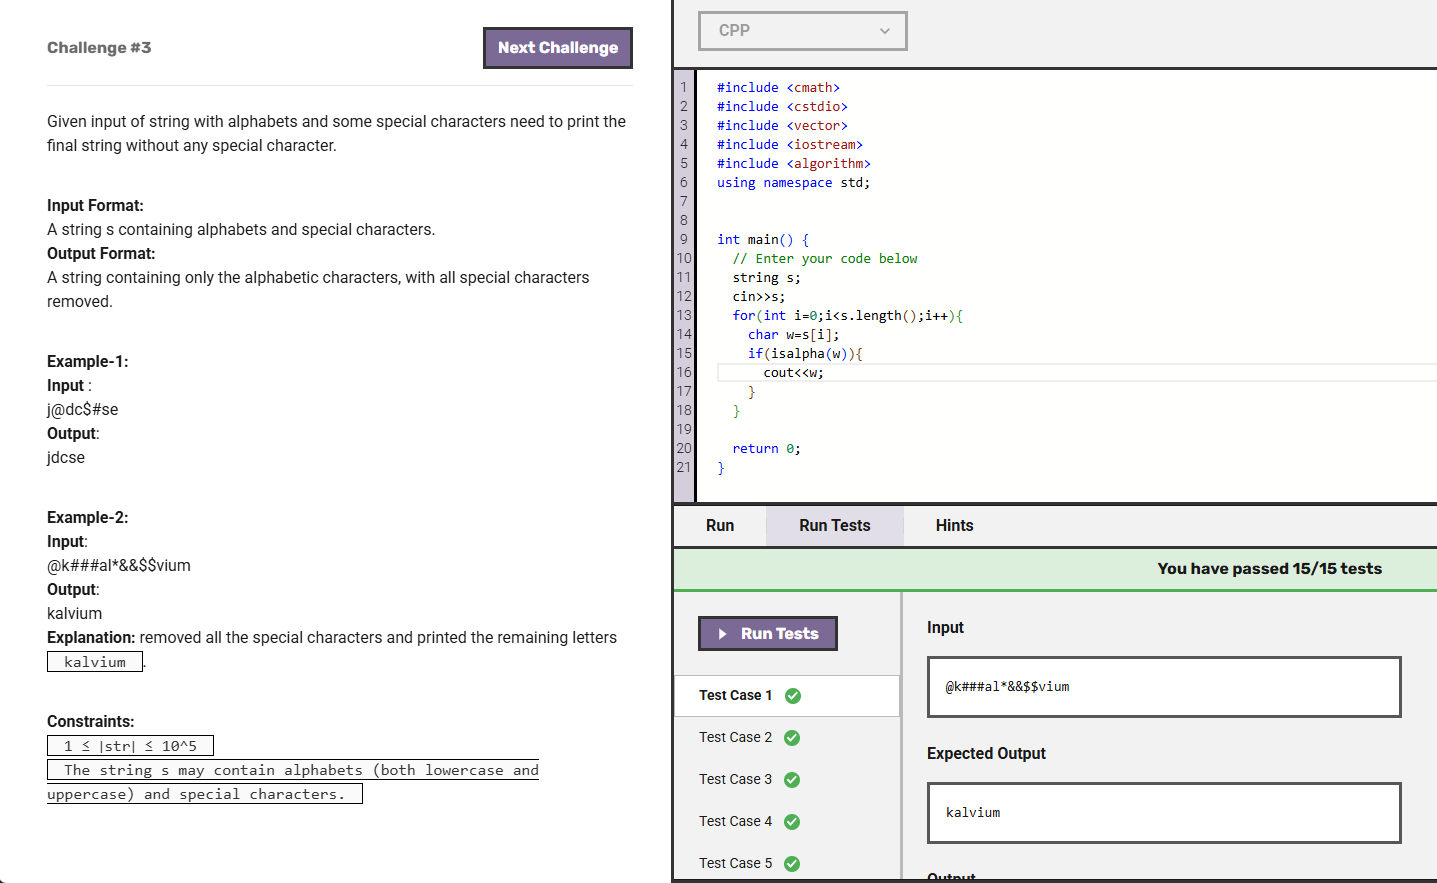 Challenge #3
Next Challenge
Given input of string with alphabets and some special characters need to print the
final string without any special character.
Input Format:
A string s containing alphabets and special characters.
Output Format:
A string containing only the alphabetic characters, with all special characters
removed.
Example-1:
Input :
j@dc$#se
Output:
jdcse
Example-2:
Input:
@k###al*&&$$vium
Output:
kalvium
Explanation: removed all the special characters and printed the remaining letters
kalvium.
Constraints:
1 ≤ |str| ≤ 10^5
The string s may contain alphabets (both lowercase and
uppercase) and special characters.
CPP
1 #include <cmath>
2 #include <cstdio>
3 #include <vector>
4 #include <iostream>
5 #include <algorithm>
6 using namespace std;
7
8
9 int main() {
10   // Enter your code below
11   string s;
12   cin>>s;
13   for(int i=0;i<s.length();i++){
14     char w=s[i];
15     if(isalpha(w)){
16       cout<<w;
17     }
18   }
19
20   return 0;
21 }
Run
Run Tests
Hints
You have passed 15/15 tests
Run Tests
Test Case 1
Test Case 2
Test Case 3
Test Case 4
Test Case 5
Input
@k###al*&&$$vium
Expected Output
kalvium
Output